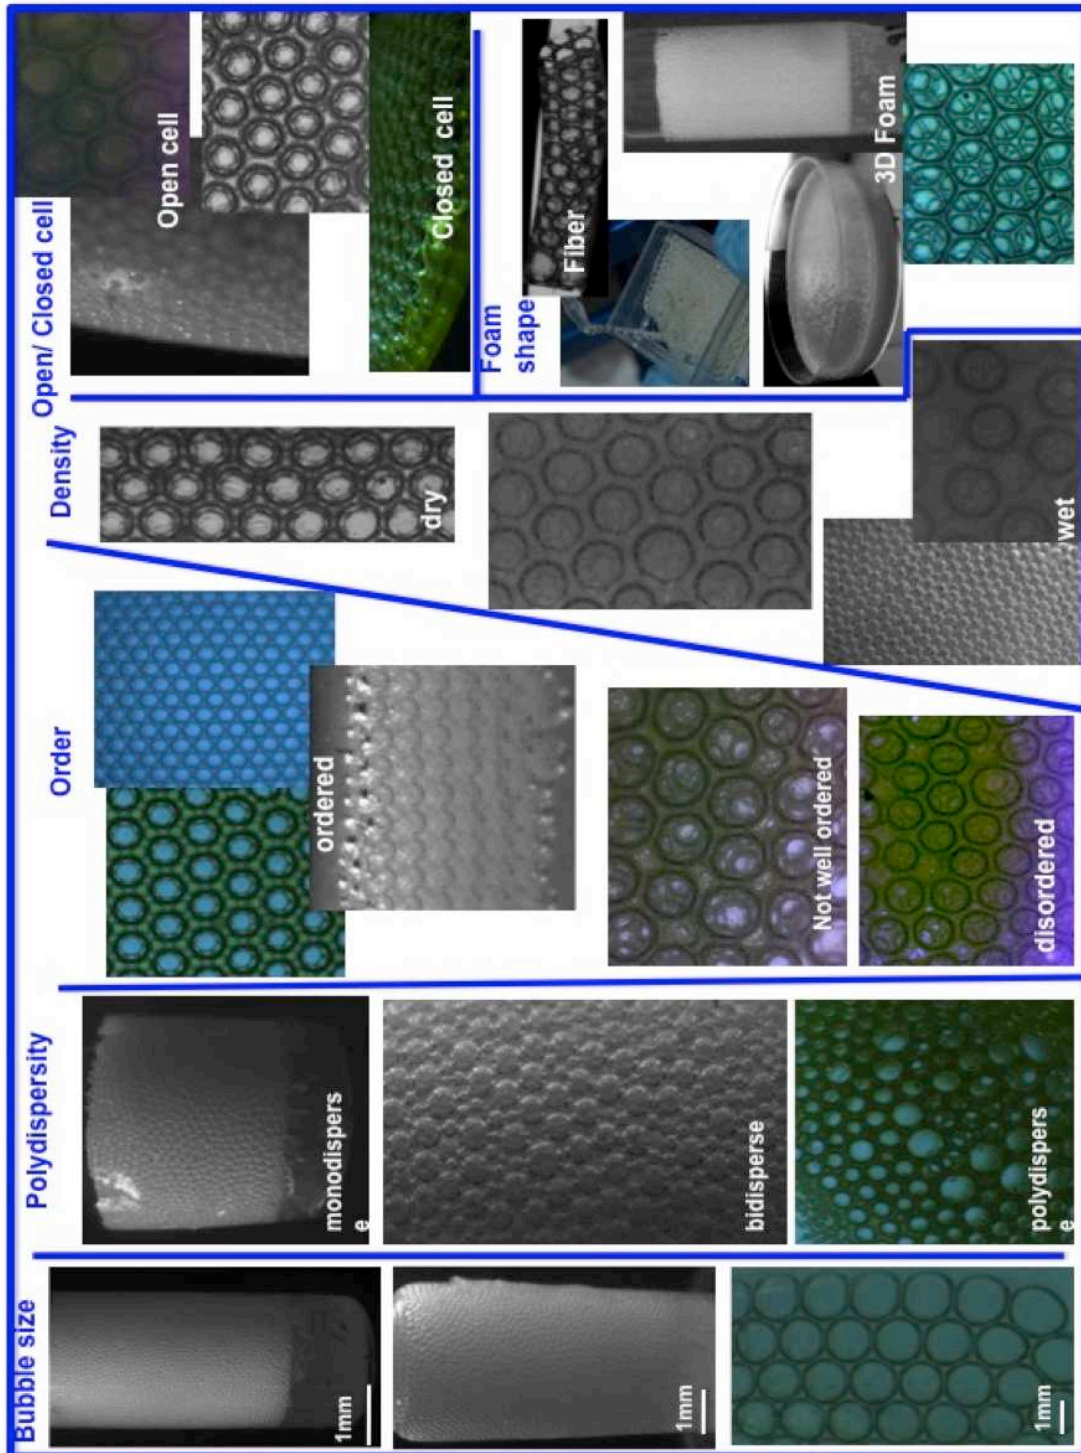 Bubble size
1mm
1mm
1mm
Polydispersity
monodispers
e
bidisperse
polydispers
e
Order
ordered
Not well ordered
disordered
Density
dry
wet
Open/ Closed cell
Open cell
Closed cell
Foam
shape
Fiber
3D Foam